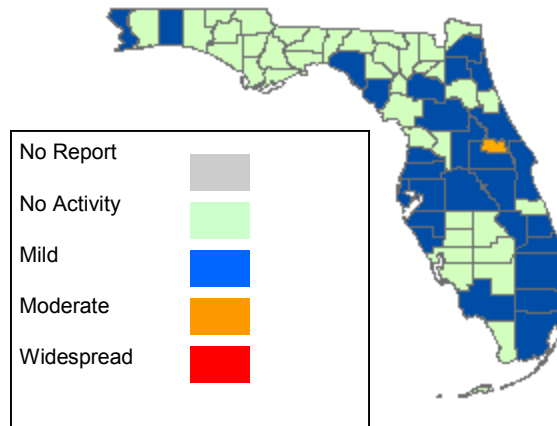 No Report
No Activity
Mild
Moderate
Widespread